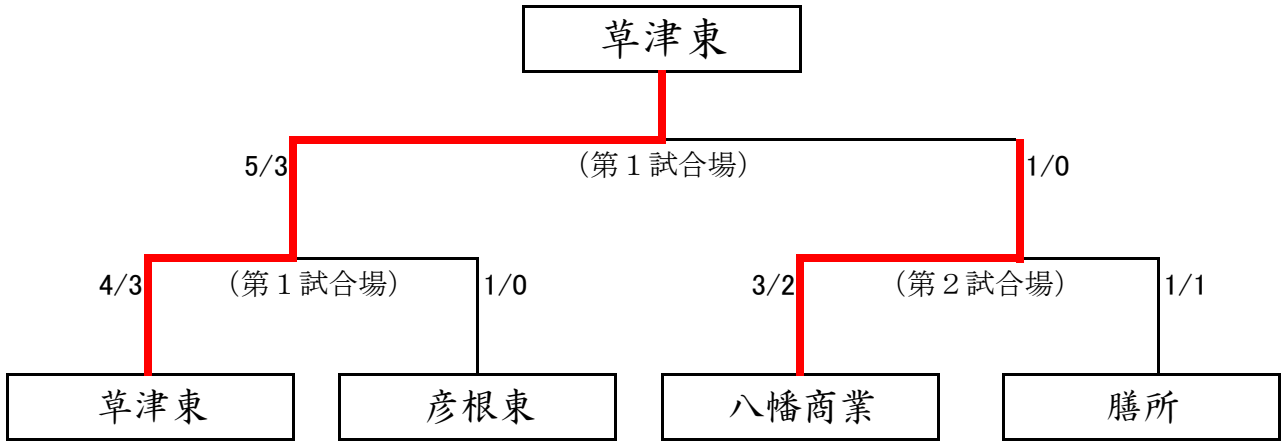 草津東
5/3
(第１試合場)
1/0
4/3
(第１試合場)
1/0
3/2
(第２試合場)
1/1
草津東
彦根東
八幡商業
膳所